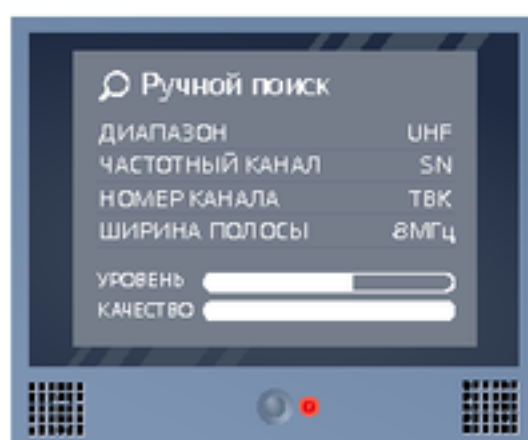 Ручной поиск
ДИАПАЗОН UHF
ЧАСТОТНЫЙ КАНАЛ SN
НОМЕР КАНАЛА ТВК
ШИРИНА ПОЛОСЫ 8МГц
УРОВЕНЬ
КАЧЕСТВО